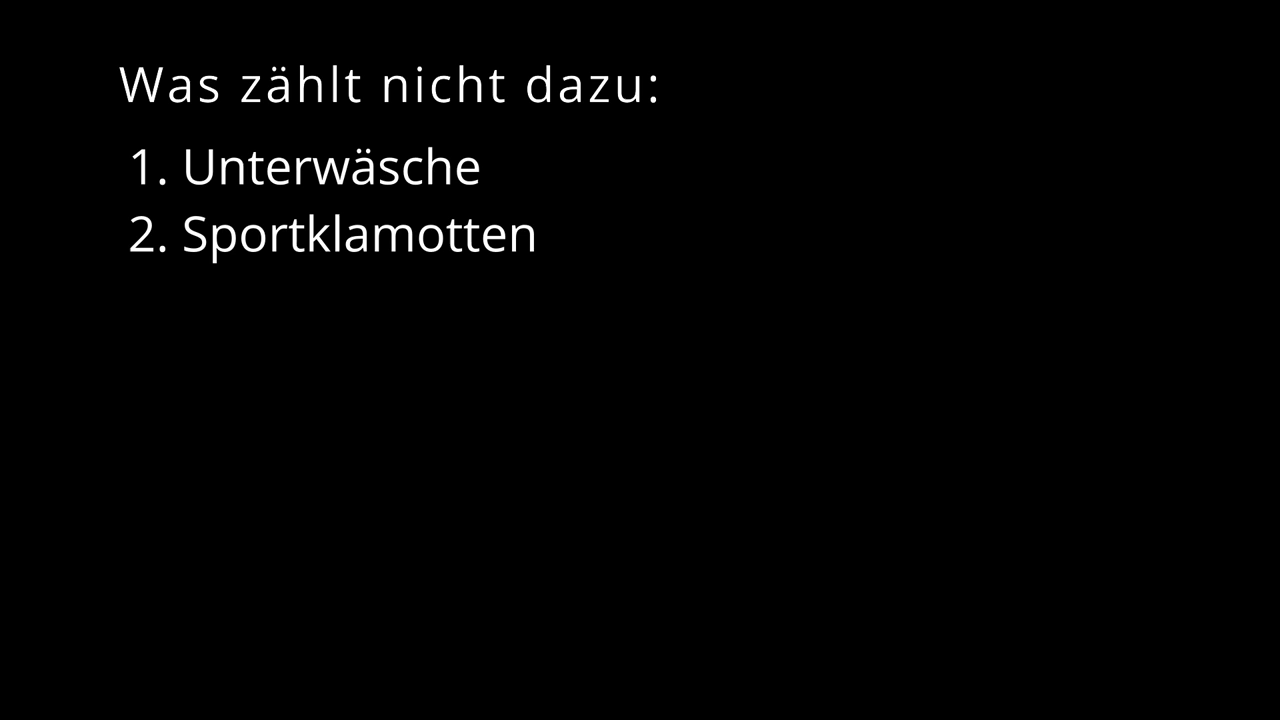 Was zählt nicht dazu:
1. Unterwäsche
2. Sportklamotten